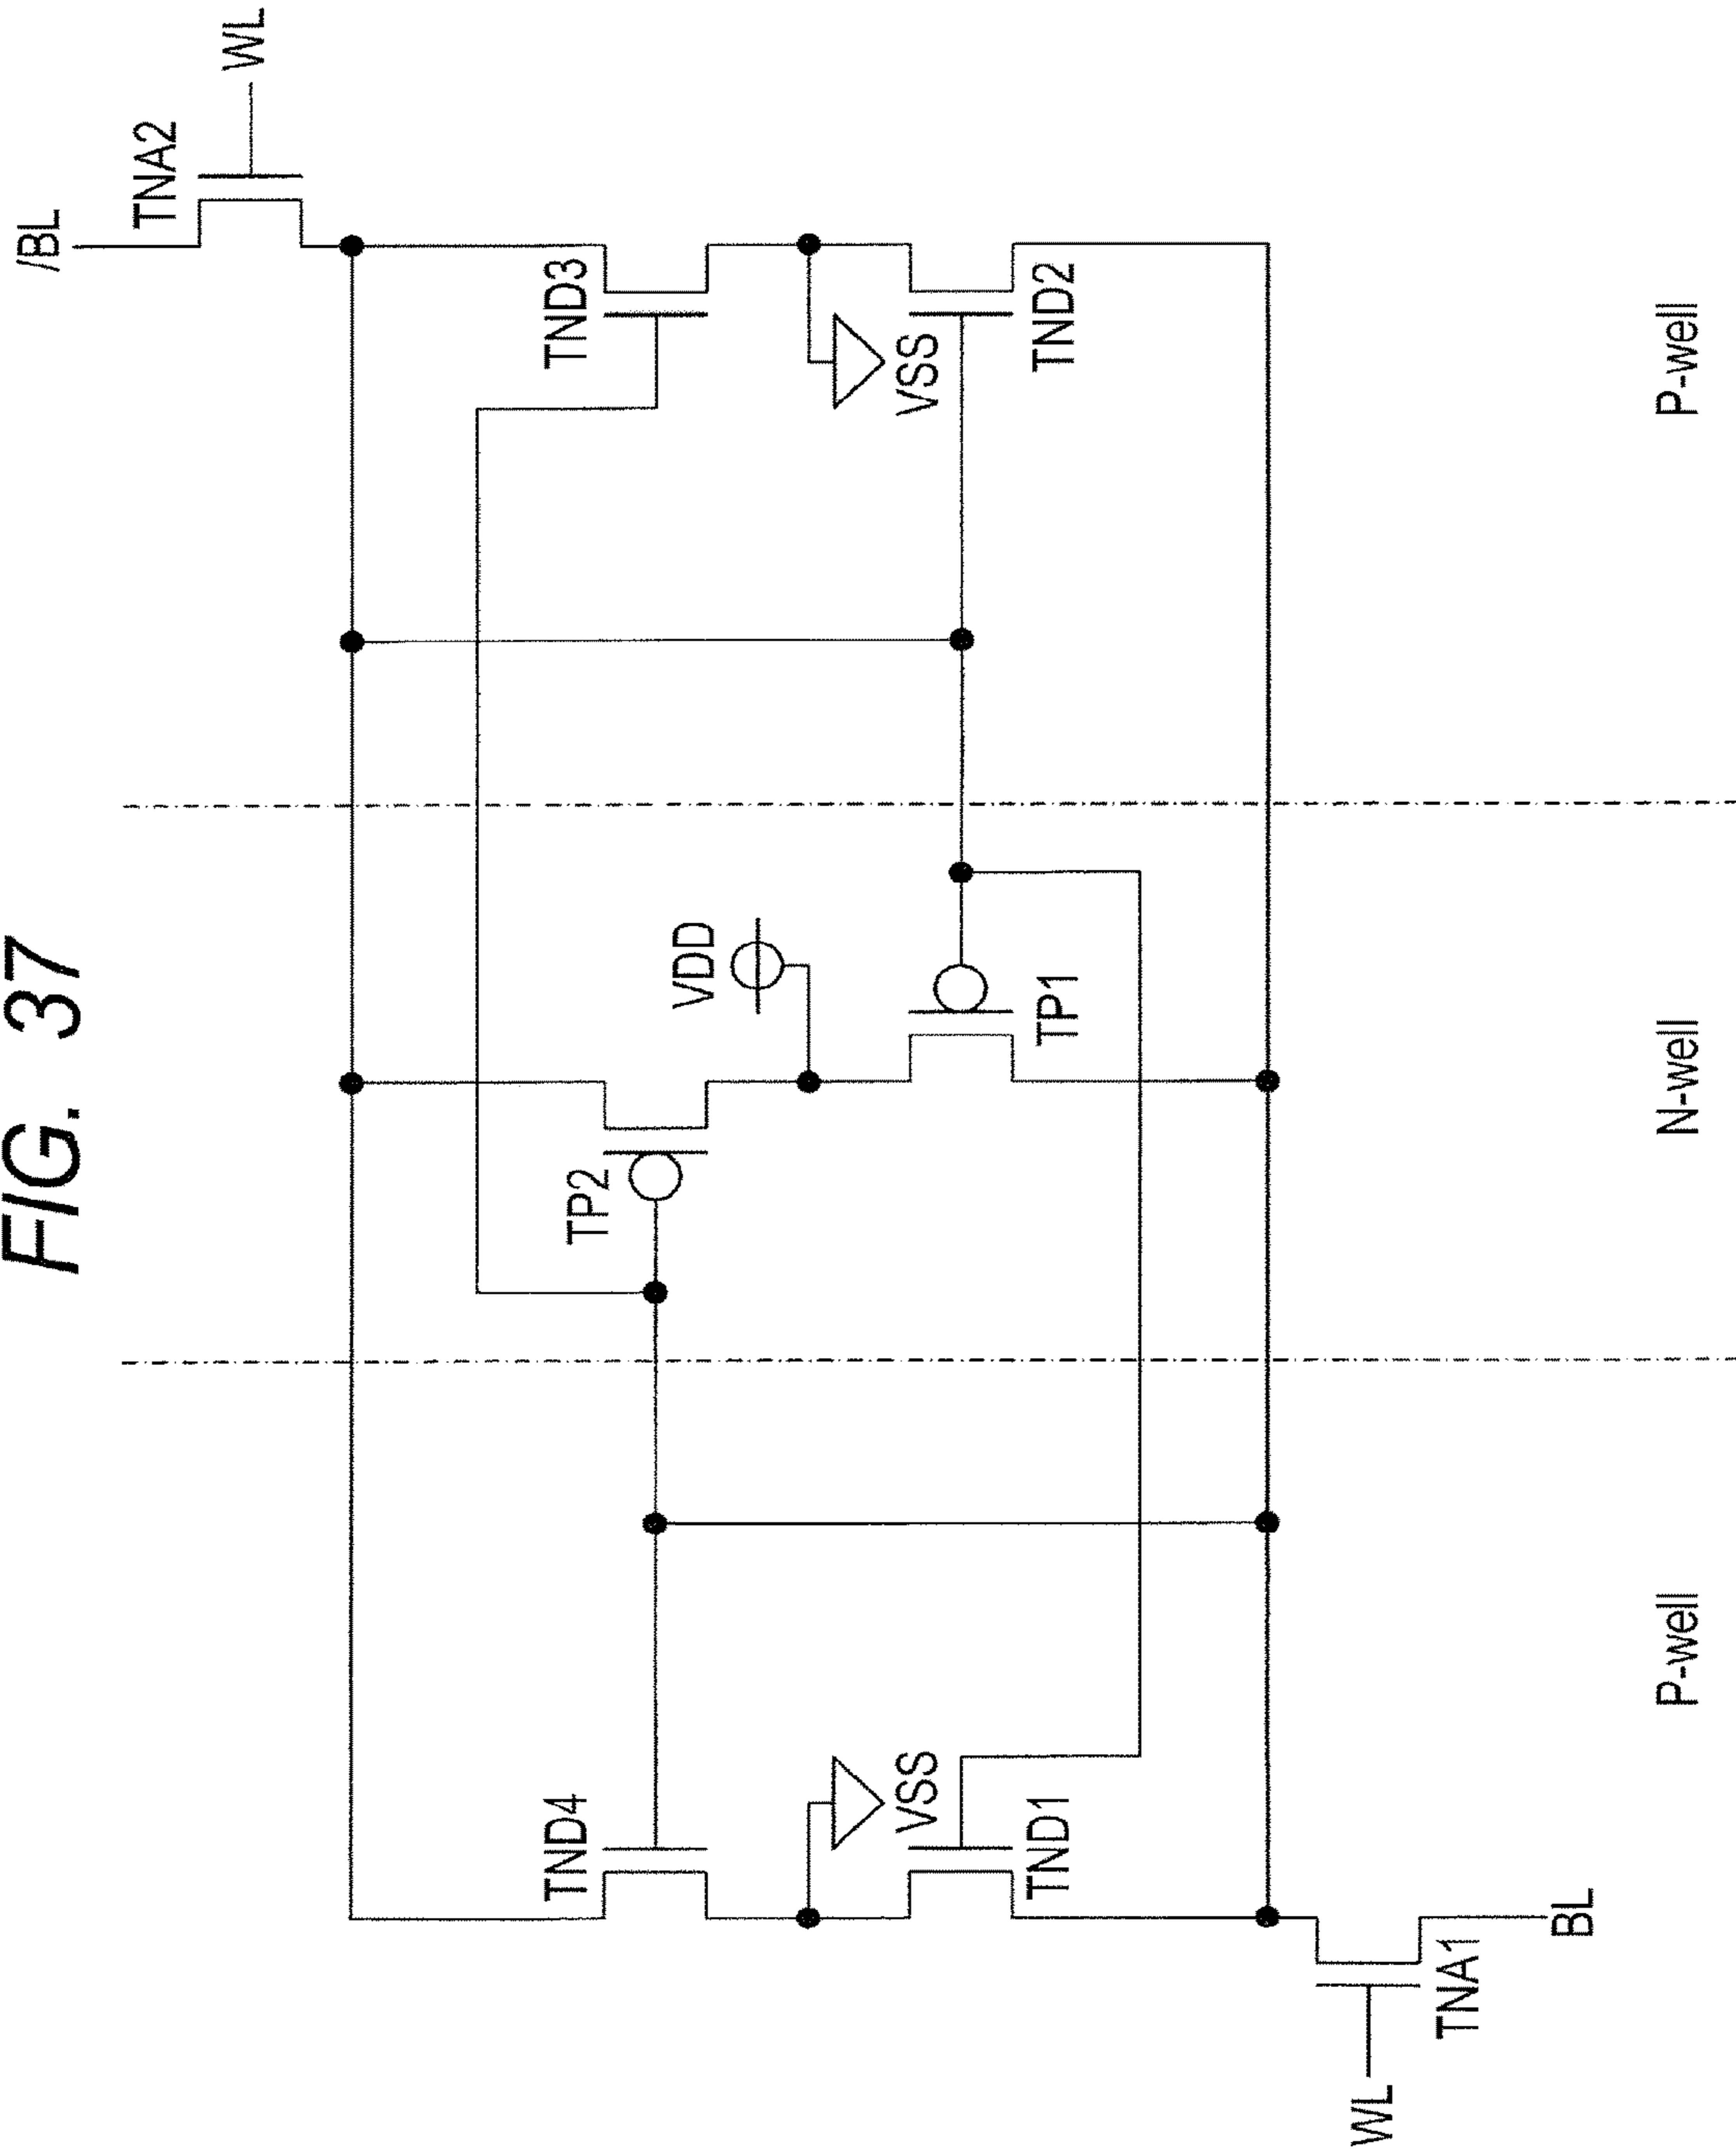 FIG. 37
/BL
TNA2
WL
TND4
TP2
TND3
VDD
VSS
VSS
TND1
TP1
TND2
WL
TNA1
BL
P-well
N-well
P-well